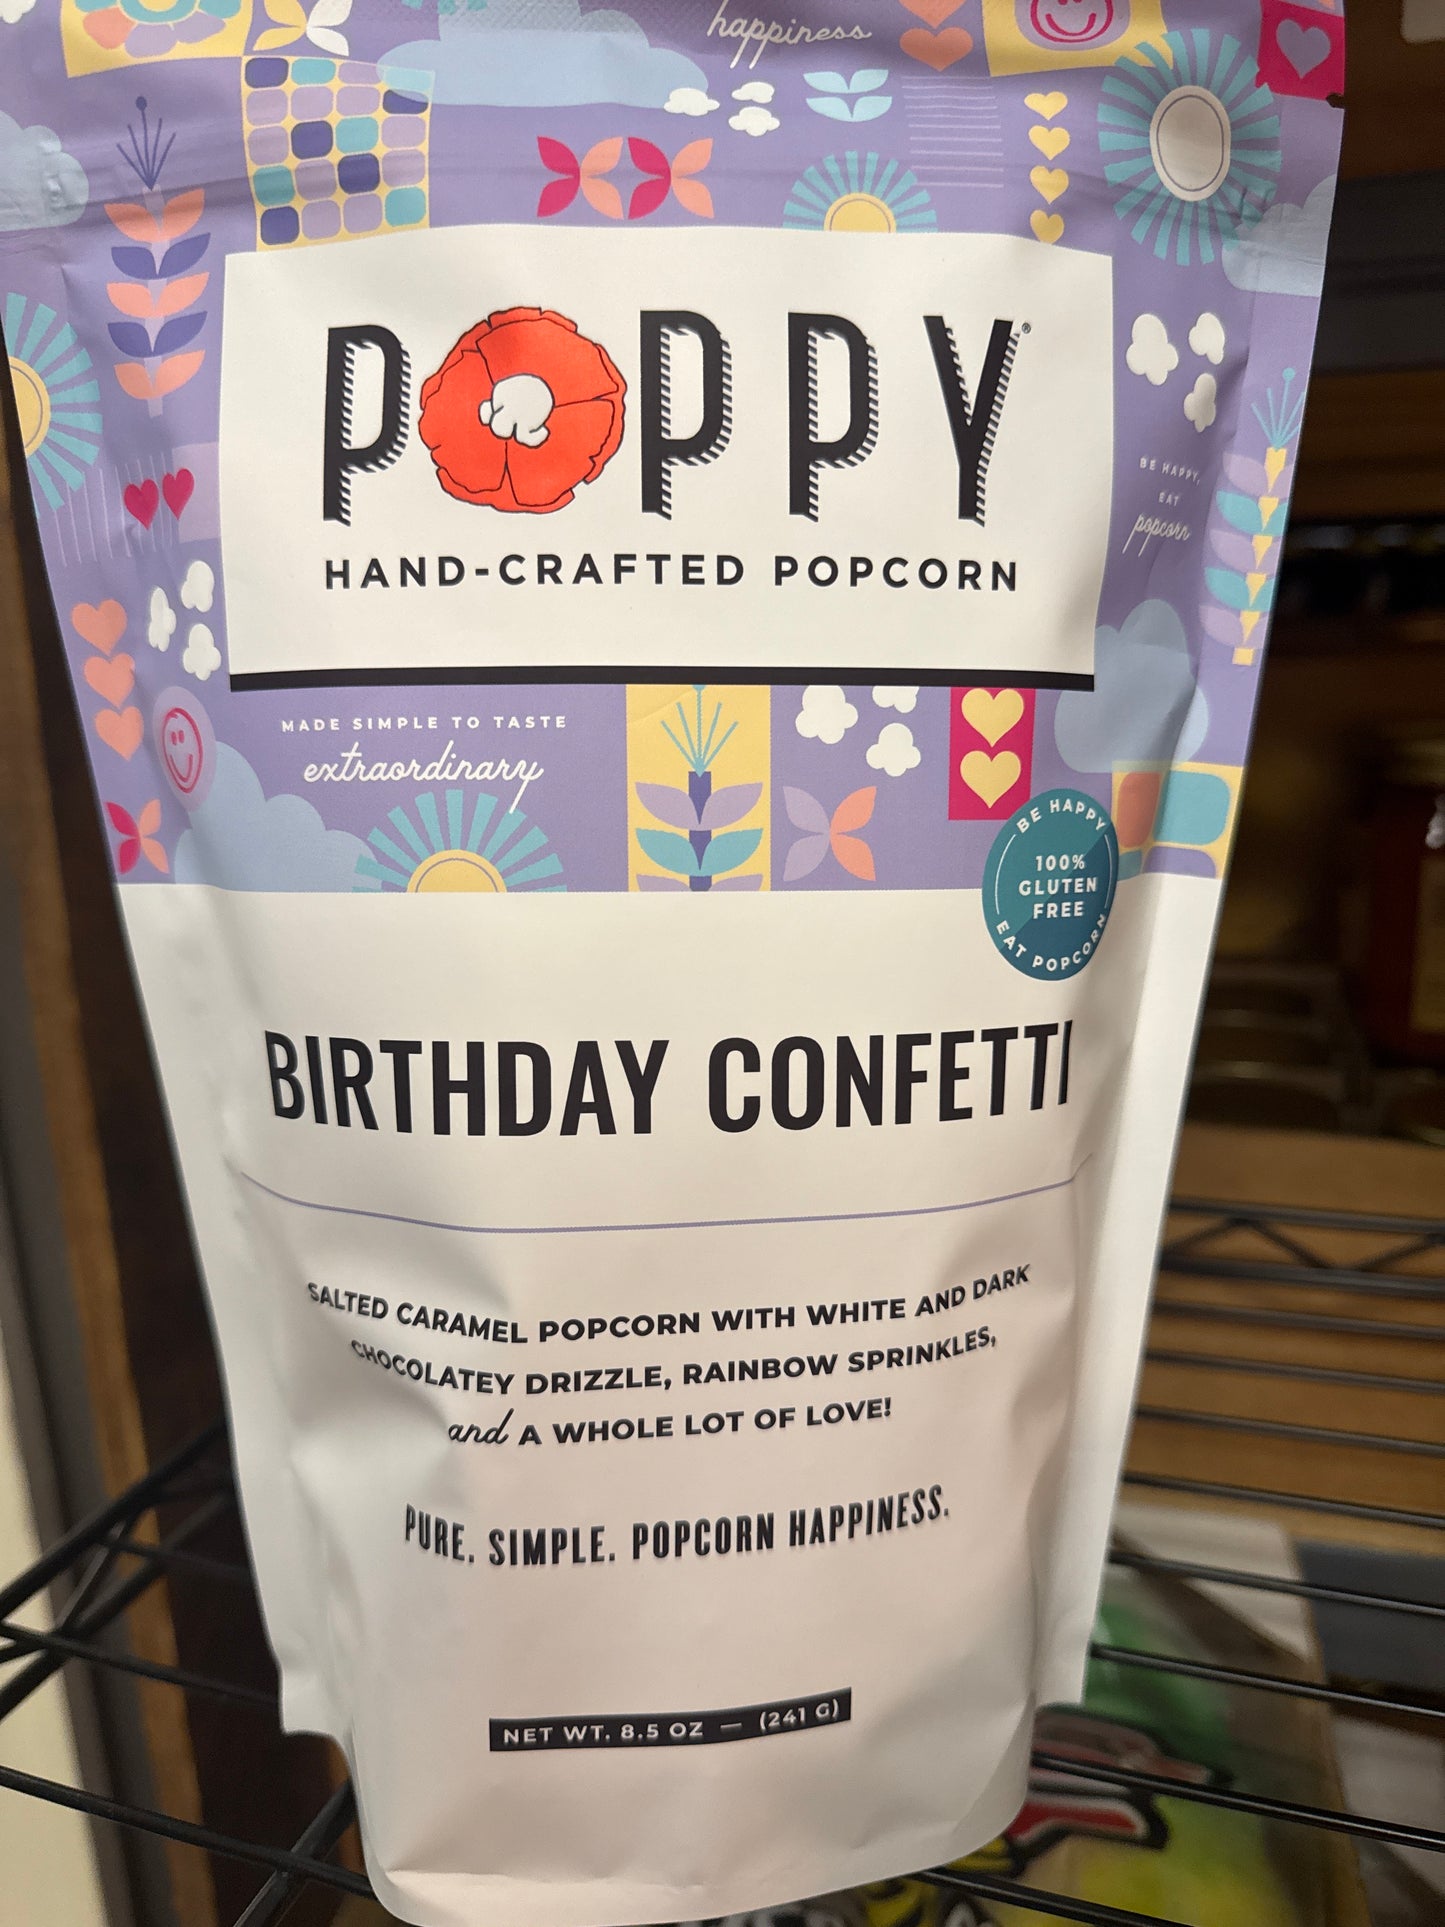 happiness
POPPY®
HAND-CRAFTED POPCORN
BE HAPPY,
EAT
popcorn
MADE SIMPLE TO TASTE
extraordinary
BE HAPPY
100%
GLUTEN
FREE
EAT POPCORN
BIRTHDAY CONFETTI
SALTED CARAMEL POPCORN WITH WHITE AND DARK
CHOCOLATEY DRIZZLE, RAINBOW SPRINKLES,
and A WHOLE LOT OF LOVE!
PURE. SIMPLE. POPCORN HAPPINESS.
NET WT. 8.5 OZ — (241 G)